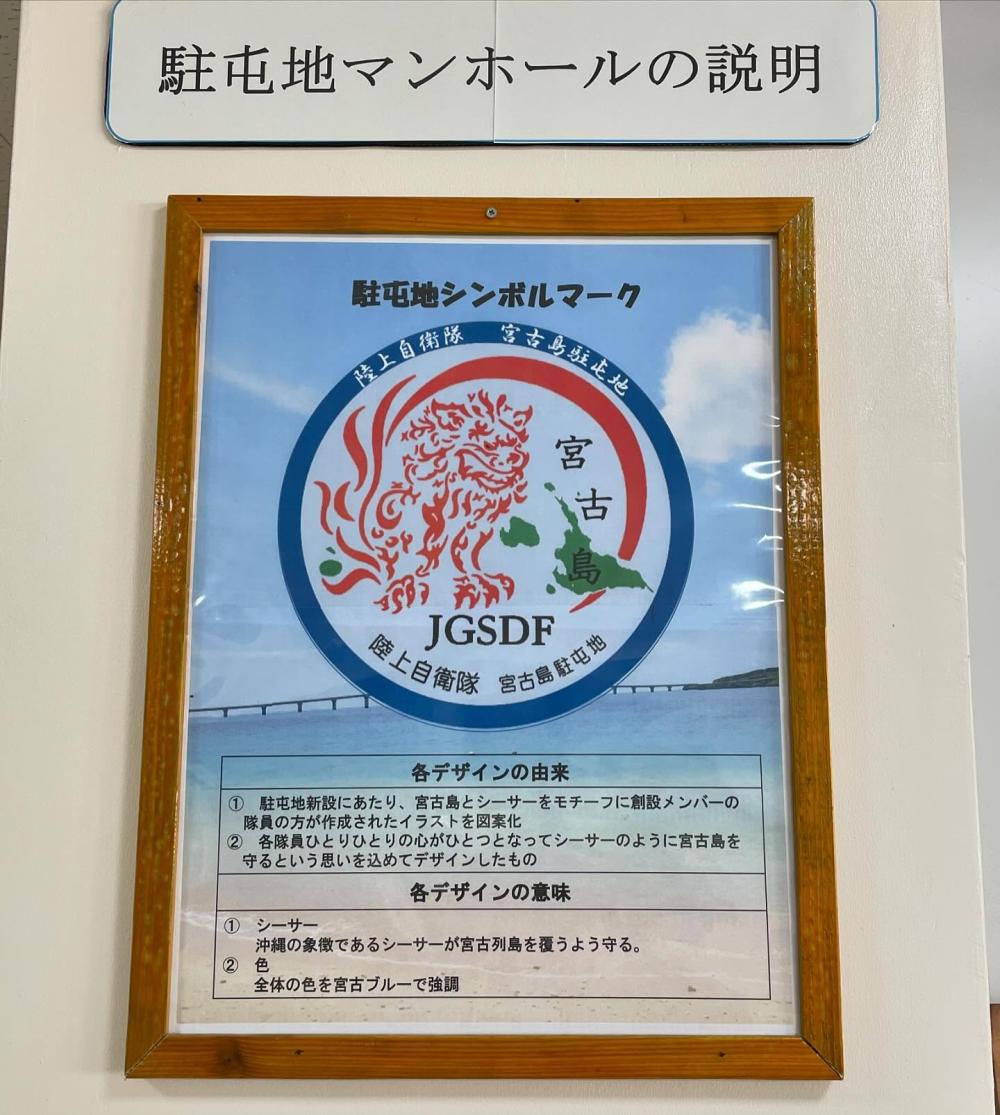 駐屯地マンホールの説明
駐屯地シンボルマーク
陸上自衛隊 宮古島駐屯地
宮古島
JGSDF
陸上自衛隊 宮古島駐屯地
各デザインの由来
① 駐屯地新設にあたり、宮古島とシーサーをモチーフに創設メンバーの
隊員の方が作成されたイラストを図案化
② 各隊員ひとりひとりの心がひとつとなってシーサーのように宮古島を
守るという思いを込めてデザインしたもの
各デザインの意味
① シーサー
沖縄の象徴であるシーサーが宮古列島を覆うよう守る。
② 色
全体の色を宮古ブルーで強調